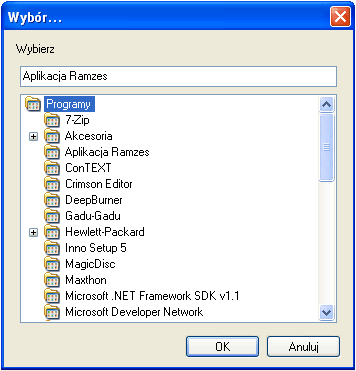 Wybór...
Wybierz
Aplikacja Ramzes
Programy
7-Zip
Akcesoria
Aplikacja Ramzes
ConTEXT
Crimson Editor
DeepBurner
Gadu-Gadu
Hewlett-Packard
Inno Setup 5
MagicDisc
Maxthon
Microsoft .NET Framework SDK v1.1
Microsoft Developer Network
OK
Anuluj